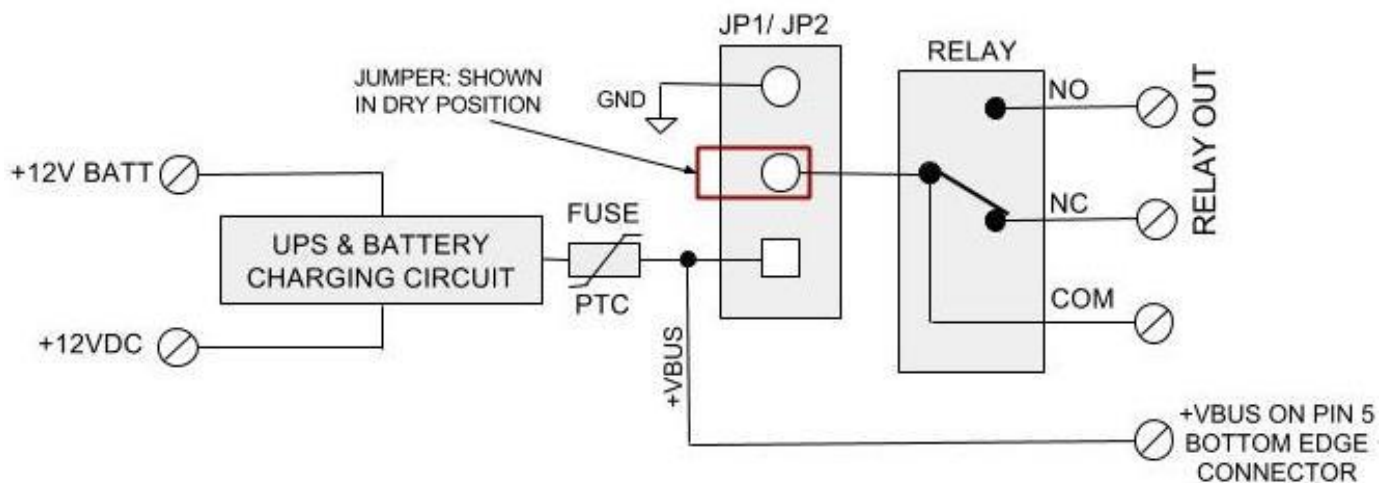 JP1/ JP2
RELAY
JUMPER: SHOWN
IN DRY POSITION
GND
NO
RELAY OUT
+12V BATT
FUSE
NC
UPS & BATTERY
CHARGING CIRCUIT
PTC
COM
+12VDC
+VBUS
+VBUS ON PIN 5
BOTTOM EDGE
CONNECTOR